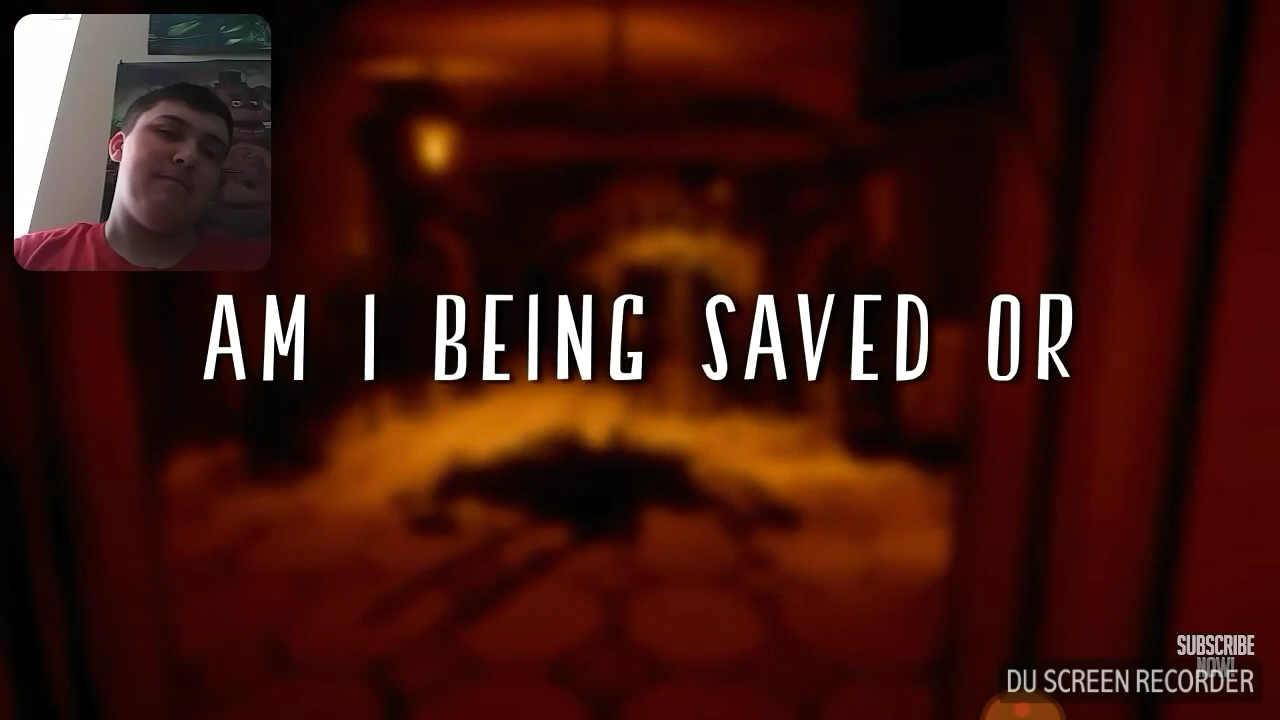 AM I BEING SAVED OR
SUBSCRIBE
NOW!
DU SCREEN RECORDER